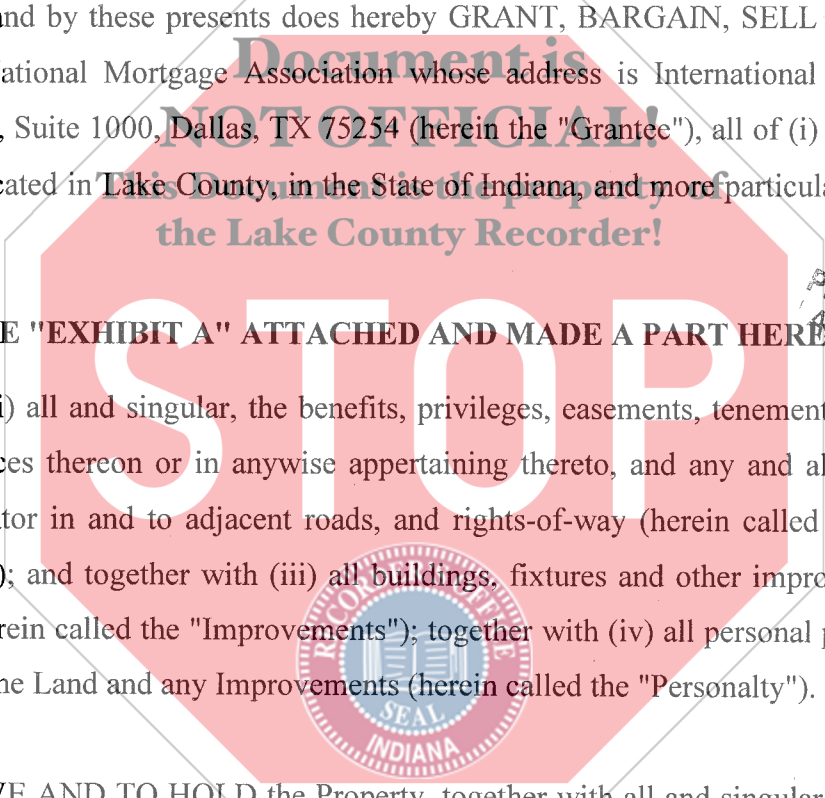 and by these presents does hereby GRANT, BARGAIN, SELL
Document is
ational Mortgage Association whose address is International
NOT OFFICIAL!
, Suite 1000, Dallas, TX 75254 (herein the "Grantee"), all of (i)
This Document is the property of
cated in Lake County, in the State of Indiana, and more particula
the Lake County Recorder!
STOP
E "EXHIBIT A" ATTACHED AND MADE A PART HERE
i) all and singular, the benefits, privileges, easements, tenement
ces thereon or in anywise appertaining thereto, and any and al
tor in and to adjacent roads, and rights-of-way (herein called
); and together with (iii) all buildings, fixtures and other impro
rein called the "Improvements"); together with (iv) all personal p
he Land and any Improvements (herein called the "Personalty").
RECORDER'S OFFICE
SEAL
INDIANA
VE AND TO HOLD the Property, together with all and singular